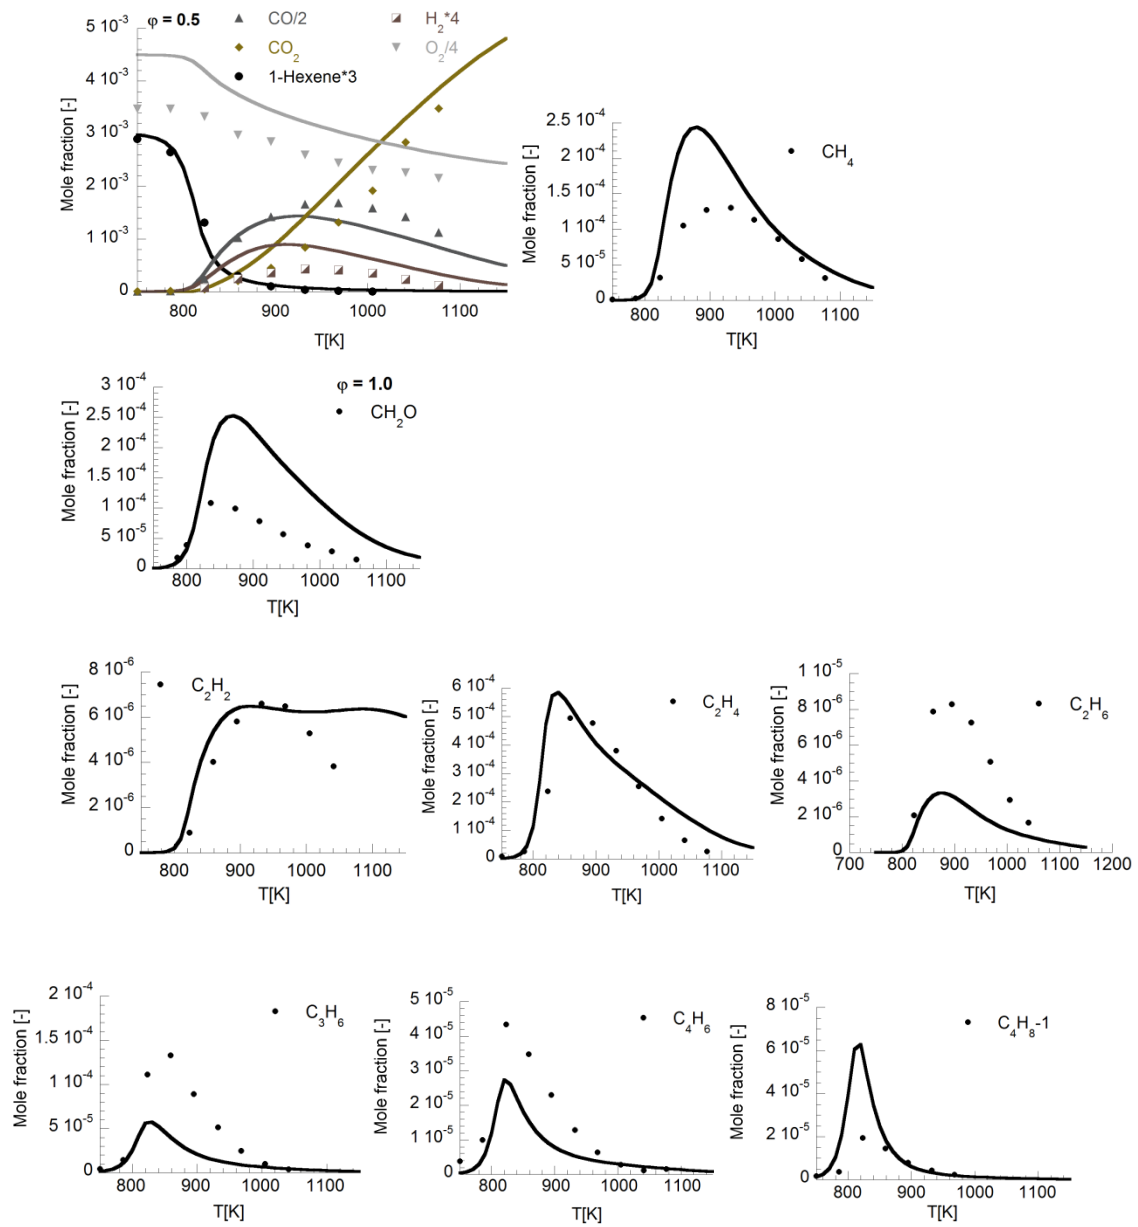 φ = 0.5
CO/2
H2*4
CO2
O2/4
1-Hexene*3
5 10-3
4 10-3
3 10-3
2 10-3
1 10-3
0
Mole fraction [-]
800 900 1000 1100
T[K]
CH4
2.5 10-4
2 10-4
1.5 10-4
1 10-4
5 10-5
0
Mole fraction [-]
800 900 1000 1100
T[K]
φ = 1.0
CH2O
3 10-4
2.5 10-4
2 10-4
1.5 10-4
1 10-4
5 10-5
0
Mole fraction [-]
800 900 1000 1100
T[K]
C2H2
8 10-6
6 10-6
4 10-6
2 10-6
0
Mole fraction [-]
800 900 1000 1100
T[K]
C2H4
6 10-4
5 10-4
4 10-4
3 10-4
2 10-4
1 10-4
0
Mole fraction [-]
800 900 1000 1100
T[K]
C2H6
1 10-5
8 10-6
6 10-6
4 10-6
2 10-6
0
Mole fraction [-]
700 800 900 1000 1100 1200
T[K]
C3H6
2 10-4
1.5 10-4
1 10-4
5 10-5
0
Mole fraction [-]
800 900 1000 1100
T[K]
C4H6
5 10-5
4 10-5
3 10-5
2 10-5
1 10-5
0
Mole fraction [-]
800 900 1000 1100
T[K]
C4H8-1
8 10-5
6 10-5
4 10-5
2 10-5
0
Mole fraction [-]
800 900 1000 1100
T[K]